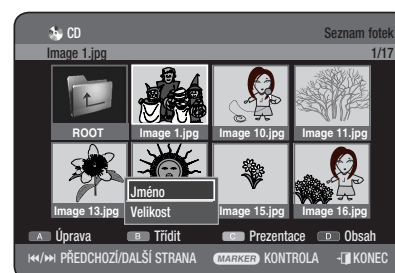 CD Seznam fotek
Image 1.jpg 1/17
ROOT Image 1.jpg Image 10.jpg Image 11.jpg
Jméno
Velikost
Image 13.jpg Image 15.jpg Image 16.jpg
A Úprava B Třídit C Prezentace D Obsah
PŘEDCHOZÍ/DALŠÍ STRANA MARKER KONTROLA KONEC